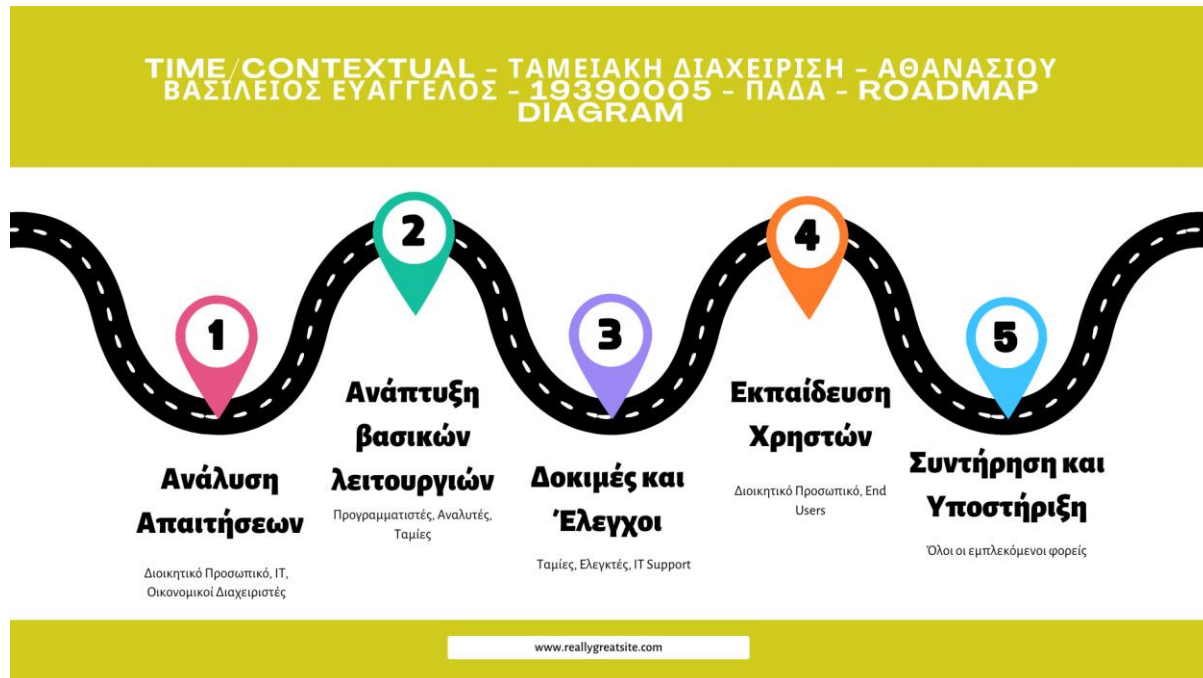 TIME/CONTEXTUAL – ΤΑΜΕΙΑΚΗ ΔΙΑΧΕΙΡΙΣΗ – ΑΘΑΝΑΣΙΟΥ
ΒΑΣΙΛΕΙΟΣ ΕΥΑΓΓΕΛΟΣ – 19390005 – ΠΑΔΑ – ROADMAP
DIAGRAM
1
Ανάλυση
Απαιτήσεων
Διοικητικό Προσωπικό, IT,
Οικονομικοί Διαχειριστές
2
Ανάπτυξη
βασικών
λειτουργιών
Προγραμματιστές, Αναλυτές,
Ταμίες
3
Δοκιμές και
Έλεγχοι
Ταμίες, Ελεγκτές, IT Support
4
Εκπαίδευση
Χρηστών
Διοικητικό Προσωπικό, End
Users
5
Συντήρηση και
Υποστήριξη
Όλοι οι εμπλεκόμενοι φορείς
www.reallygreatsite.com